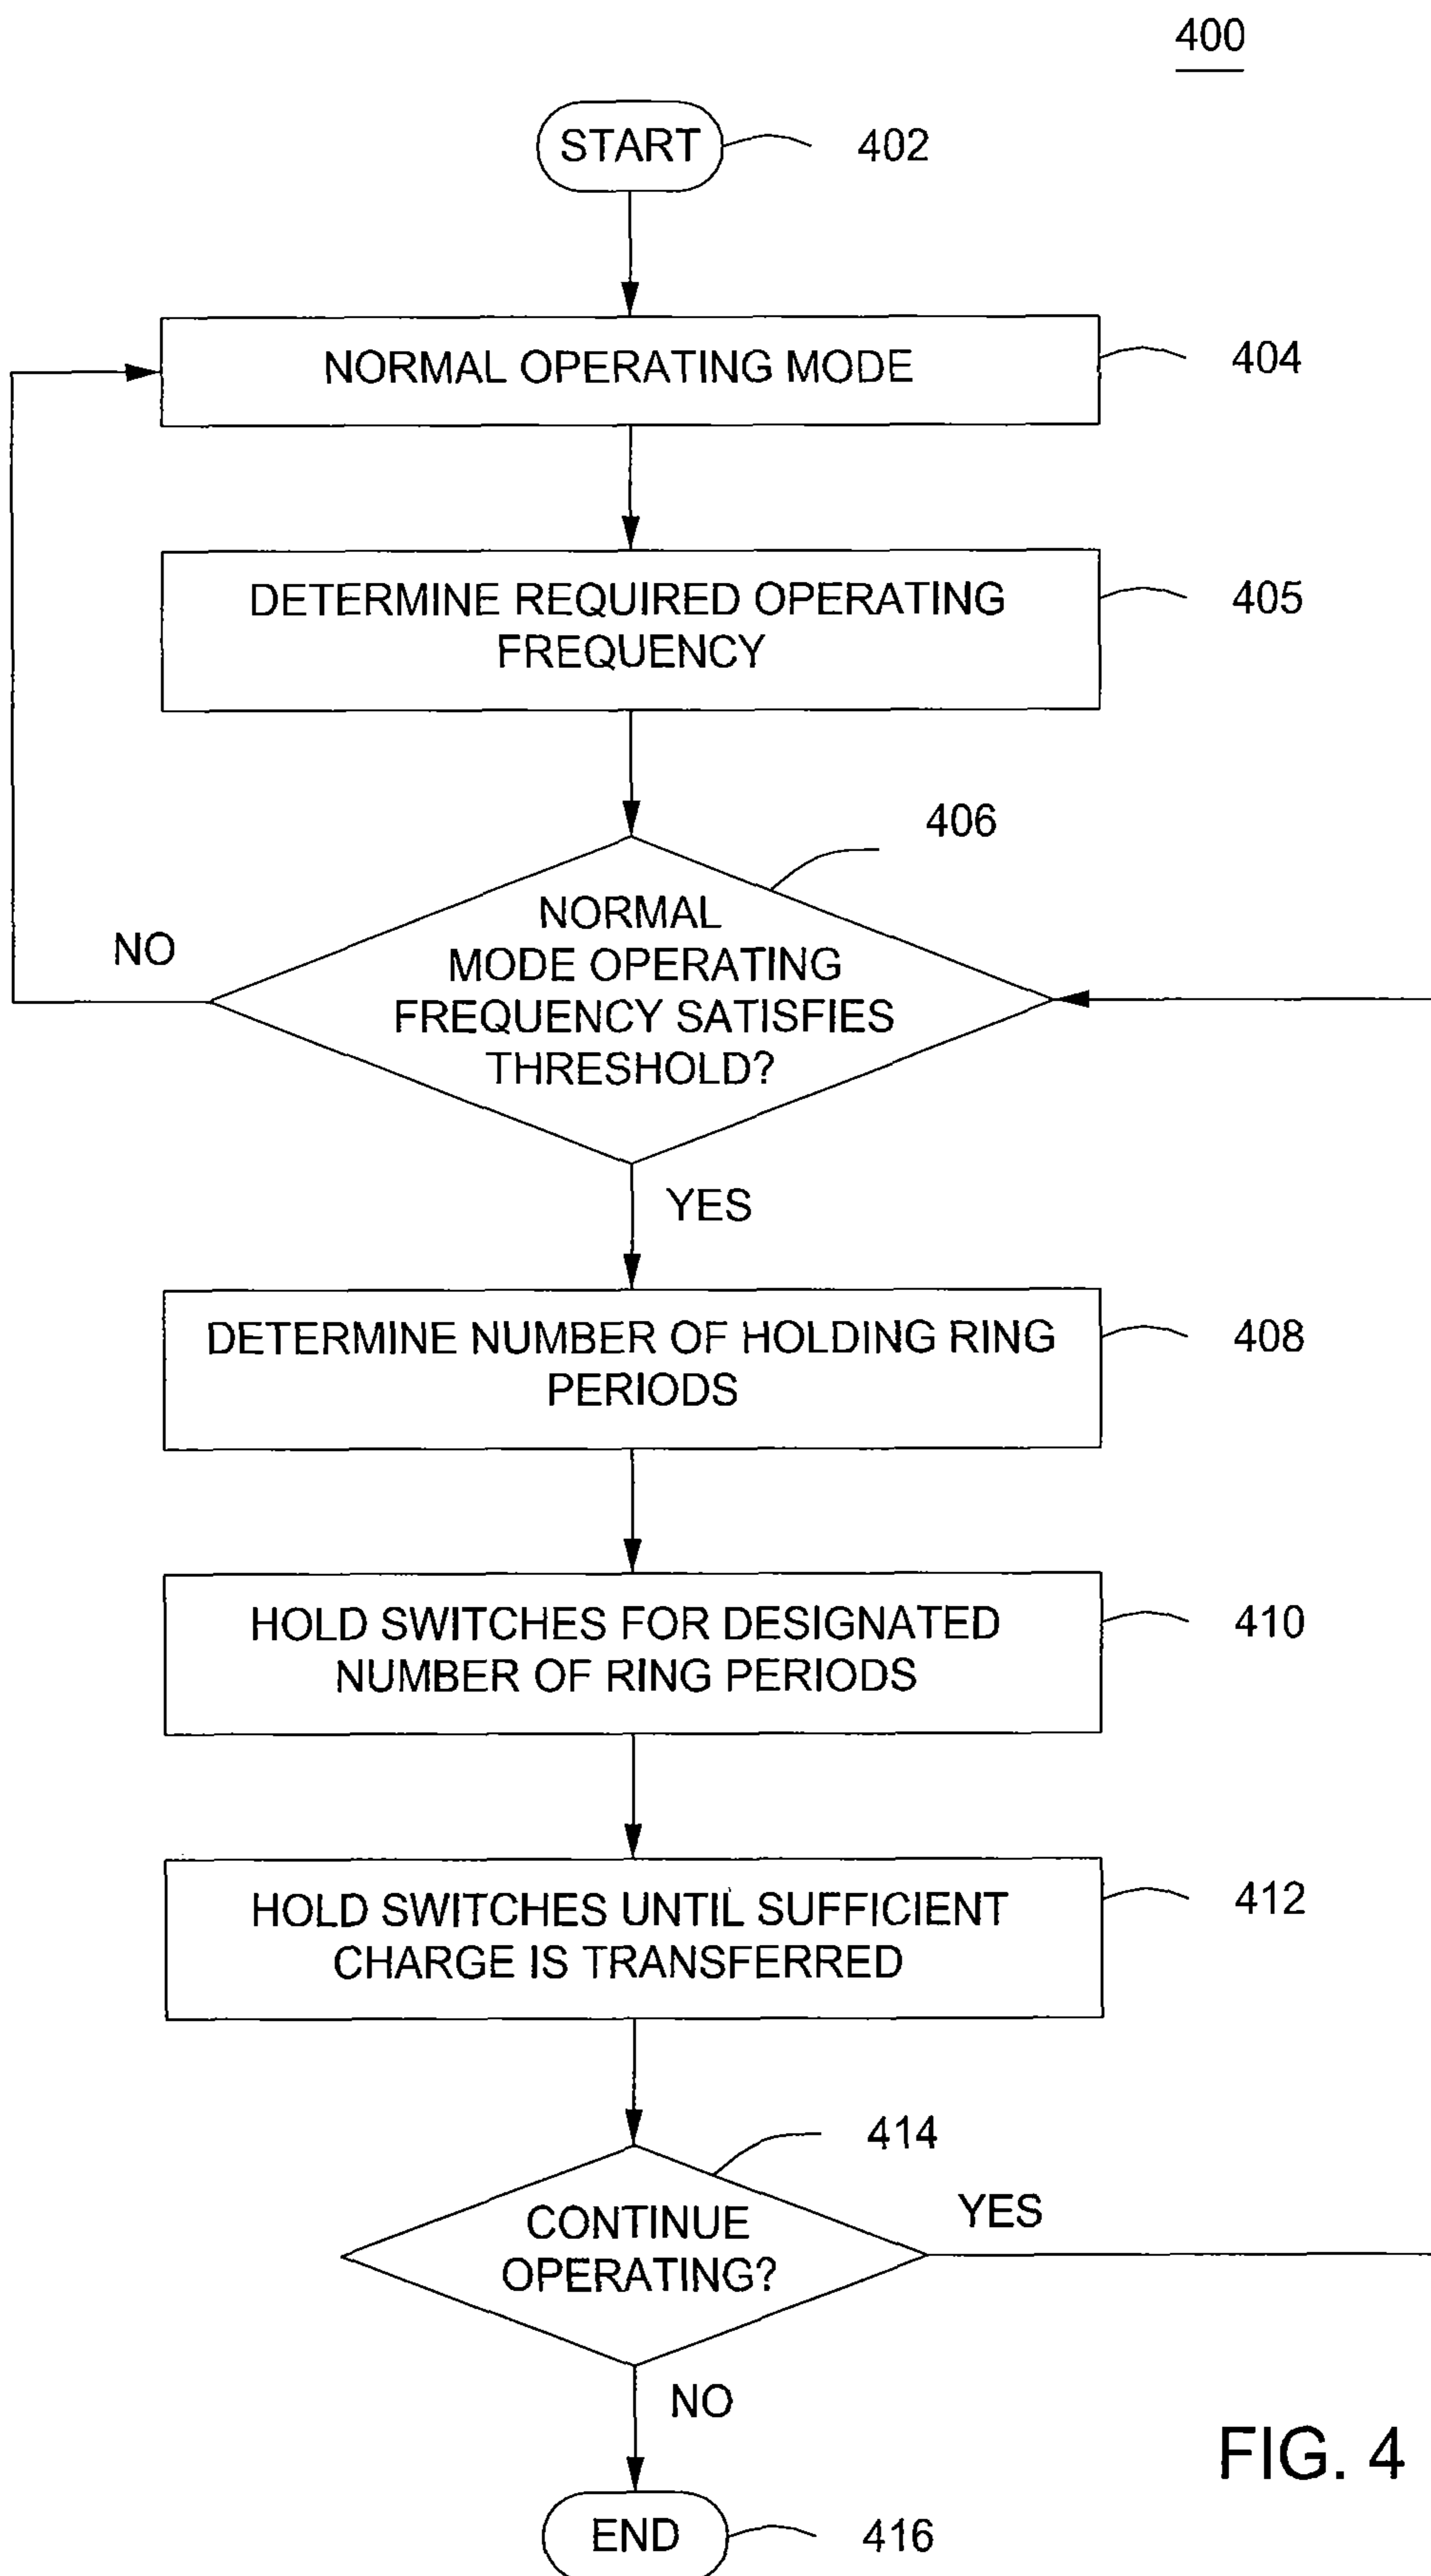 400
START
402
NORMAL OPERATING MODE
404
DETERMINE REQUIRED OPERATING
FREQUENCY
405
406
NORMAL
MODE OPERATING
FREQUENCY SATISFIES
THRESHOLD?
NO
YES
DETERMINE NUMBER OF HOLDING RING
PERIODS
408
HOLD SWITCHES FOR DESIGNATED
NUMBER OF RING PERIODS
410
HOLD SWITCHES UNTIL SUFFICIENT
CHARGE IS TRANSFERRED
412
414
CONTINUE
OPERATING?
YES
NO
END
416
FIG. 4